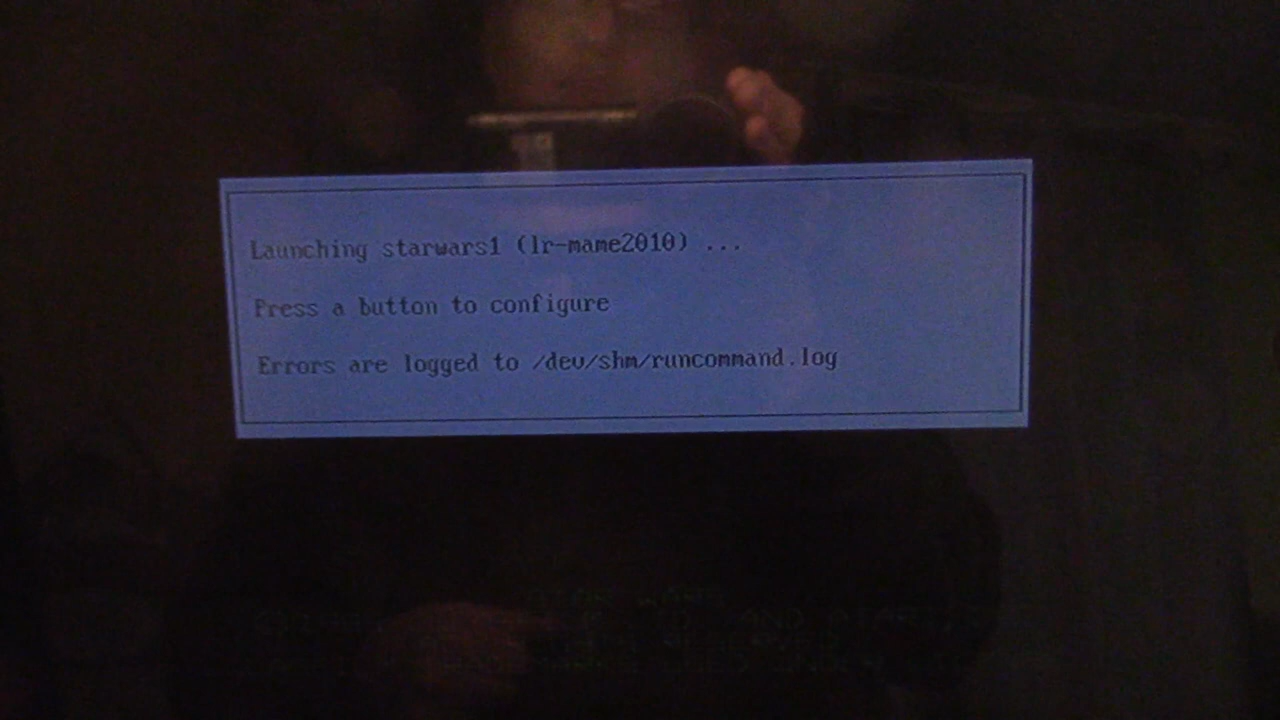 Launching starwars1 (lr-mame2010) ...
Press a button to configure
Errors are logged to /dev/shm/runcommand.log